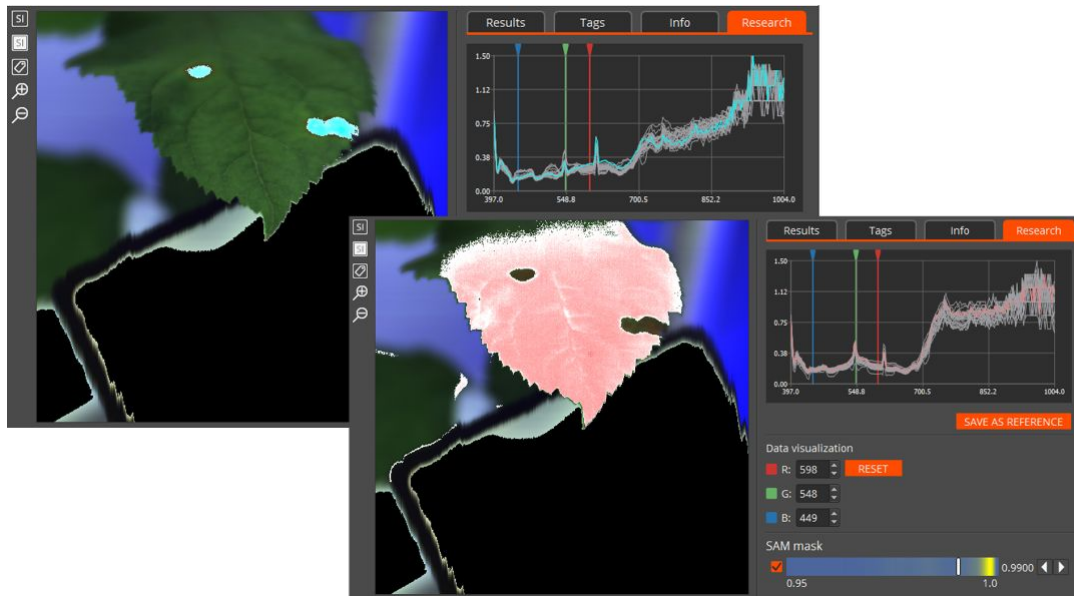 SI
SI
Results Tags Info Research
1.50
1.12
0.75
0.38
0.00
397.0 548.8 700.5 852.2 1004.0
SI
SI
Results Tags Info Research
1.50
1.12
0.75
0.38
0.00
397.0 548.8 700.5 852.2 1004.0
SAVE AS REFERENCE
Data visualization
R: 598 RESET
G: 548
B: 449
SAM mask
0.9900
0.95 1.0